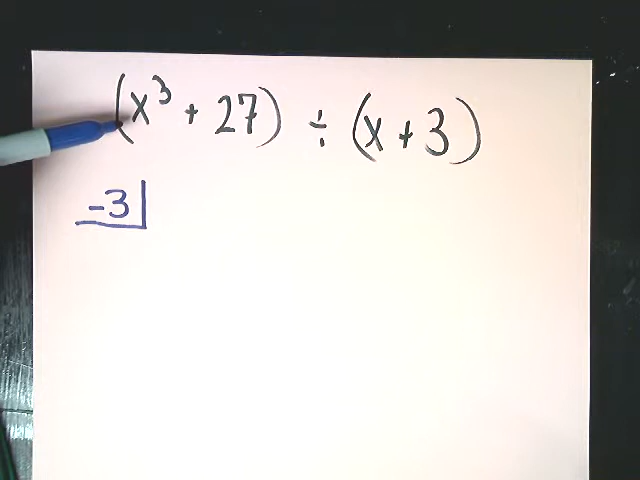 (x³ + 27) ÷ (x + 3)
-3